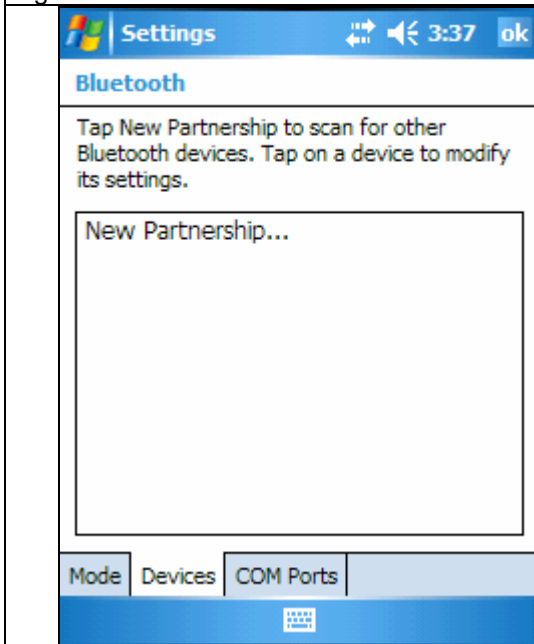 Settings 3:37 ok
Bluetooth
Tap New Partnership to scan for other
Bluetooth devices. Tap on a device to modify
its settings.
New Partnership...
Mode Devices COM Ports